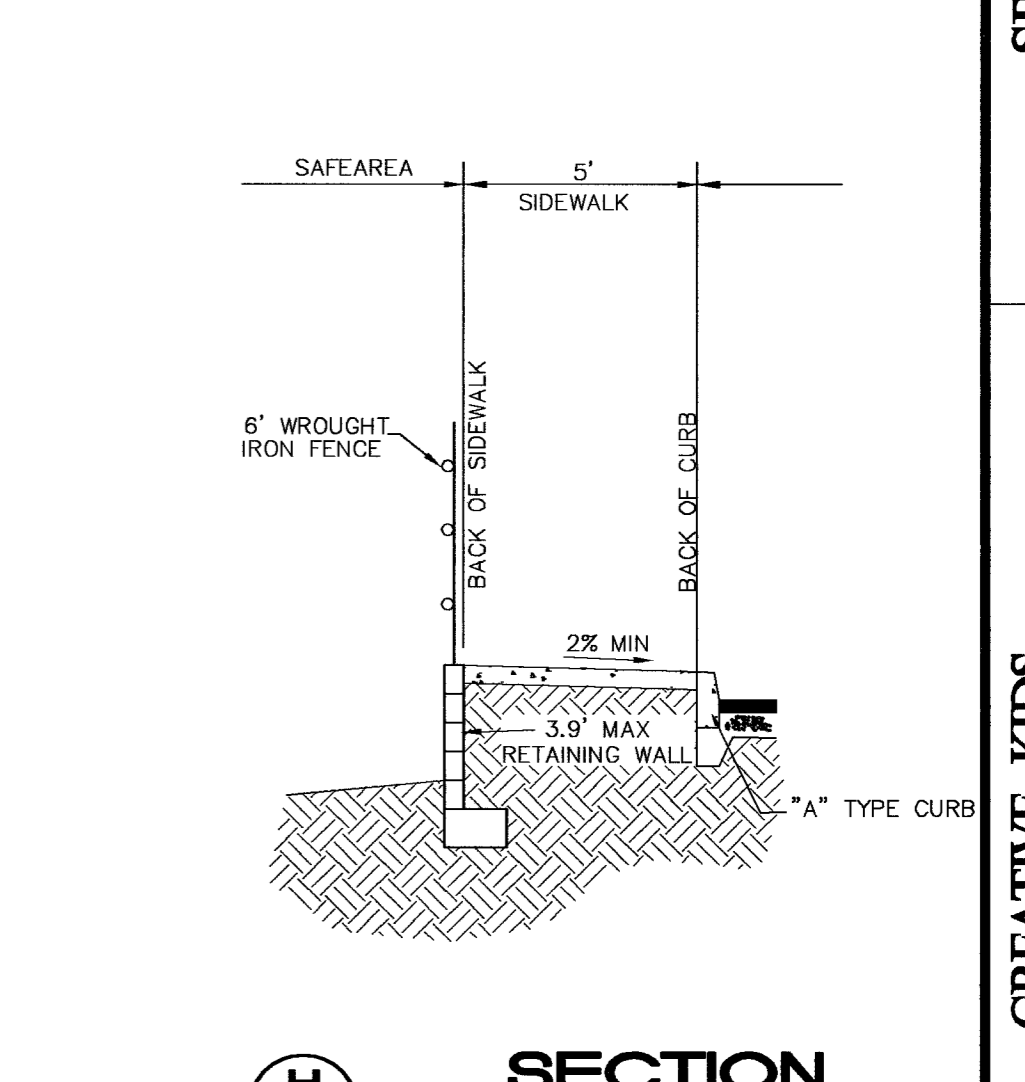 SAFEAREA
5'
SIDEWALK
6' WROUGHT
IRON FENCE
BACK OF SIDEWALK
BACK OF CURB
2% MIN
3.9' MAX
RETAINING WALL
"A" TYPE CURB
H
SECTION
CREATIVE KIDS